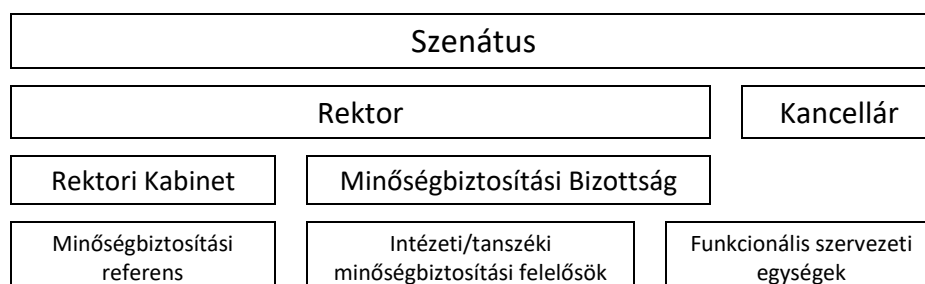 Szenátus
Rektor
Kancellár
Rektori Kabinet
Minőségbiztosítási Bizottság
Minőségbiztosítási
referens
Intézeti/tanszéki
minőségbiztosítási felelősök
Funkcionális szervezeti
egységek